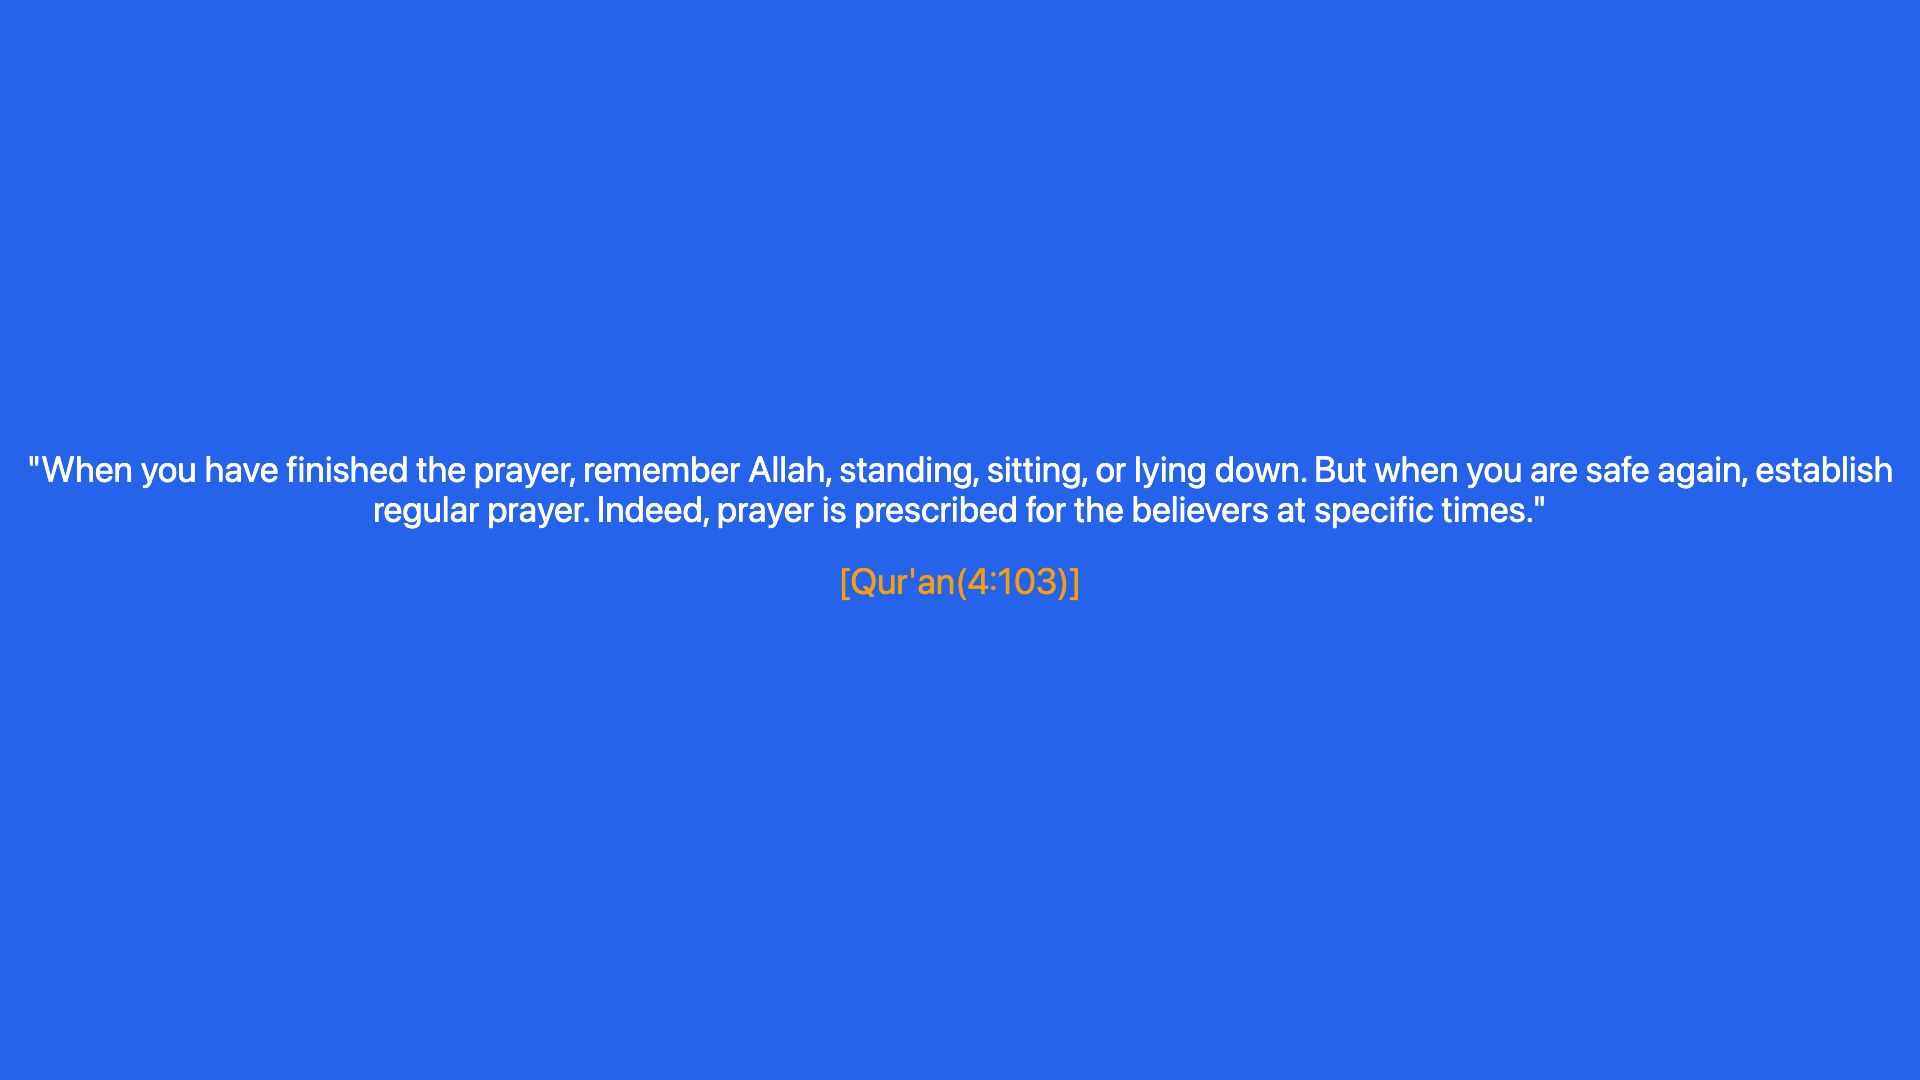 "When you have finished the prayer, remember Allah, standing, sitting, or lying down. But when you are safe again, establish
regular prayer. Indeed, prayer is prescribed for the believers at specific times."
[Qur'an(4:103)]